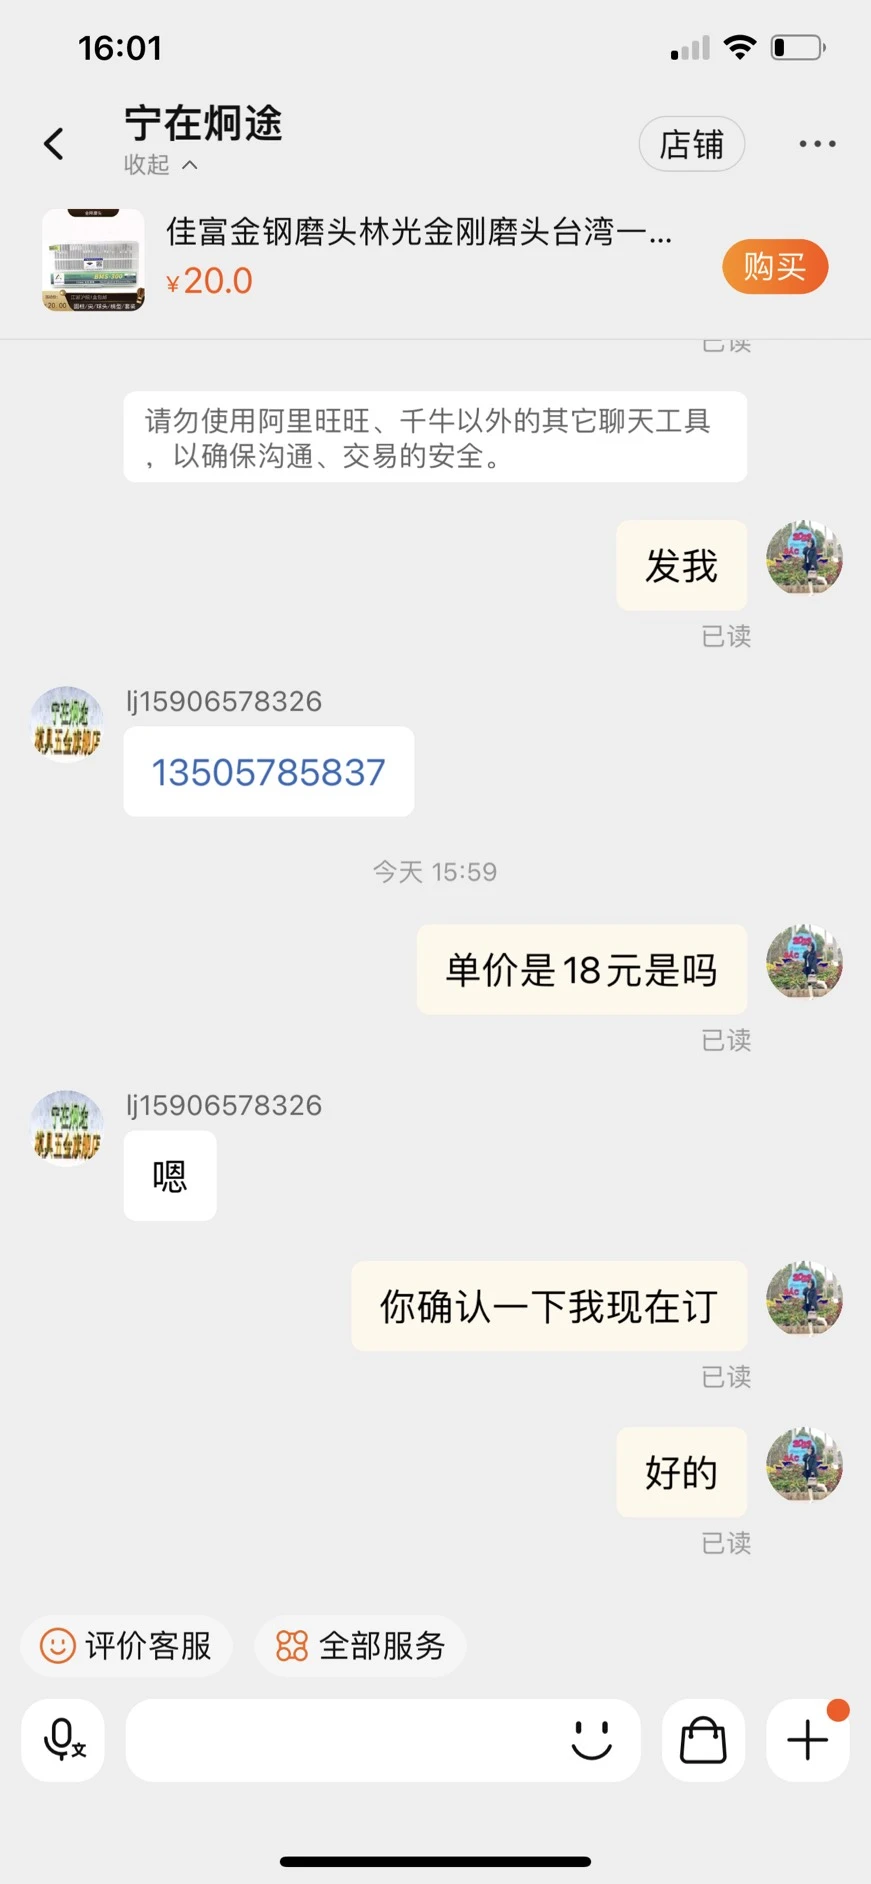 16:01
宁在炯途
收起
店铺
佳富金钢磨头林光金刚磨头台湾一...
¥20.0
购买
已读
请勿使用阿里旺旺、千牛以外的其它聊天工具
，以确保沟通、交易的安全。
发我
已读
lj15906578326
13505785837
今天 15:59
单价是18元是吗
已读
lj15906578326
嗯
你确认一下我现在订
已读
好的
已读
评价客服
全部服务
文